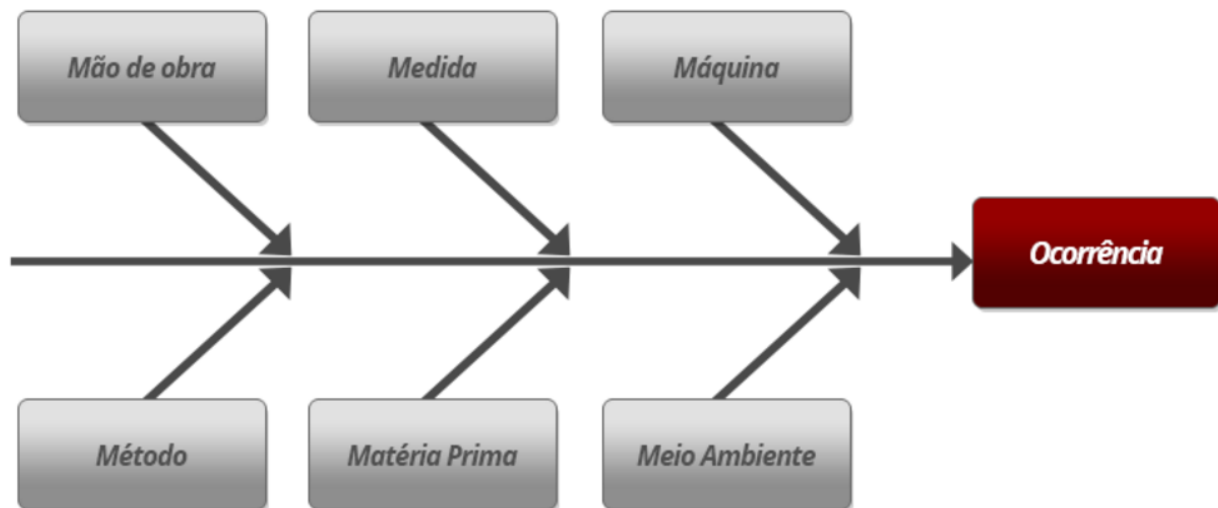 Mão de obra
Medida
Máquina
Ocorrência
Método
Matéria Prima
Meio Ambiente